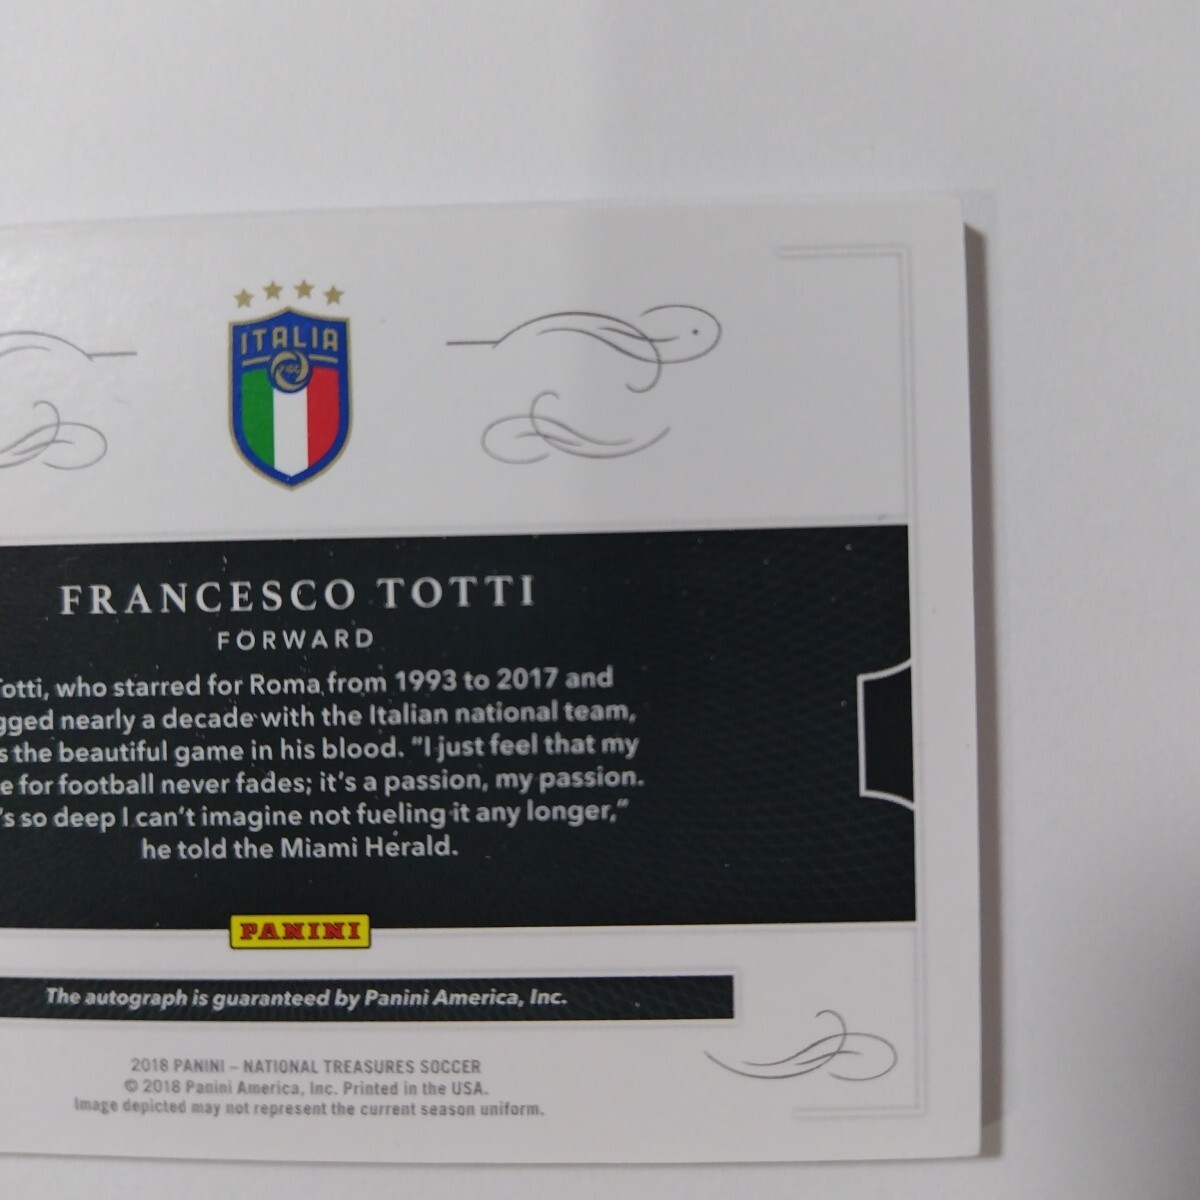 ITALIA
FIGC
FRANCESCO TOTTI
FORWARD
otti, who starred for Roma from 1993 to 2017 and
gged nearly a decade with the Italian national team,
s the beautiful game in his blood. "I just feel that my
e for football never fades; it's a passion, my passion.
's so deep I can't imagine not fueling it any longer,"
he told the Miami Herald.
PANINI
The autograph is guaranteed by Panini America, Inc.
2018 PANINI – NATIONAL TREASURES SOCCER
© 2018 Panini America, Inc. Printed in the USA.
Image depicted may not represent the current season uniform.